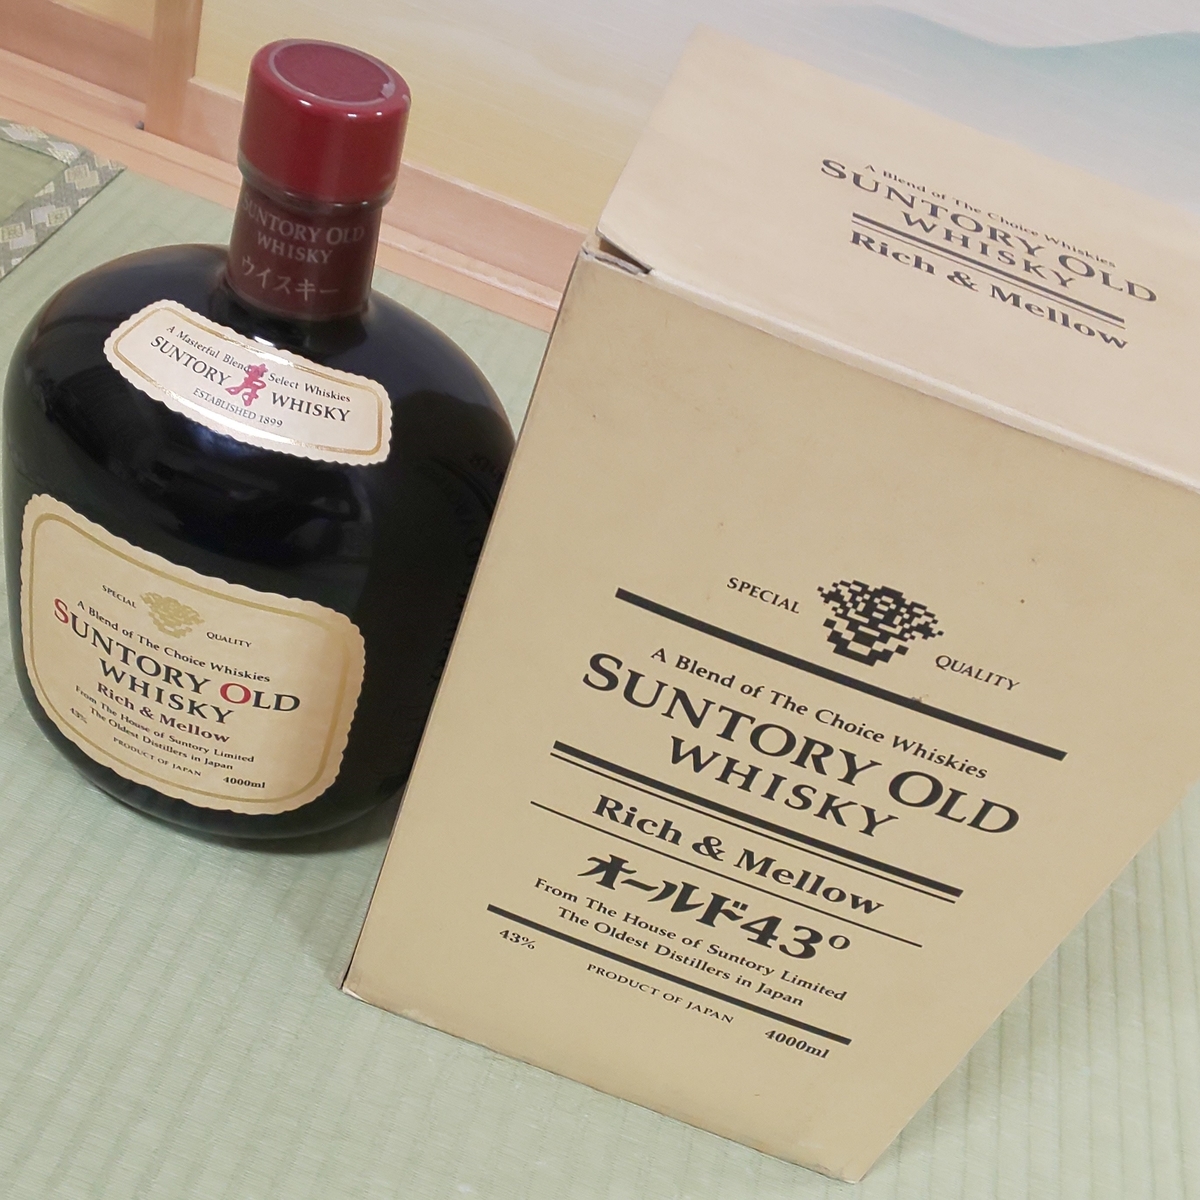 SUNTORY OLD
WHISKY
ウイスキー
A Masterful Blend of Select Whiskies
SUNTORY 寿 WHISKY
ESTABLISHED 1899
SPECIAL QUALITY
A Blend of The Choice Whiskies
SUNTORY OLD
WHISKY
Rich & Mellow
From The House of Suntory Limited
The Oldest Distillers in Japan
43%
PRODUCT OF JAPAN
4000ml
A Blend of The Choice Whiskies
SUNTORY OLD
WHISKY
Rich & Mellow
SPECIAL QUALITY
A Blend of The Choice Whiskies
SUNTORY OLD
WHISKY
Rich & Mellow
オールド43°
From The House of Suntory Limited
The Oldest Distillers in Japan
43%
PRODUCT OF JAPAN
4000ml